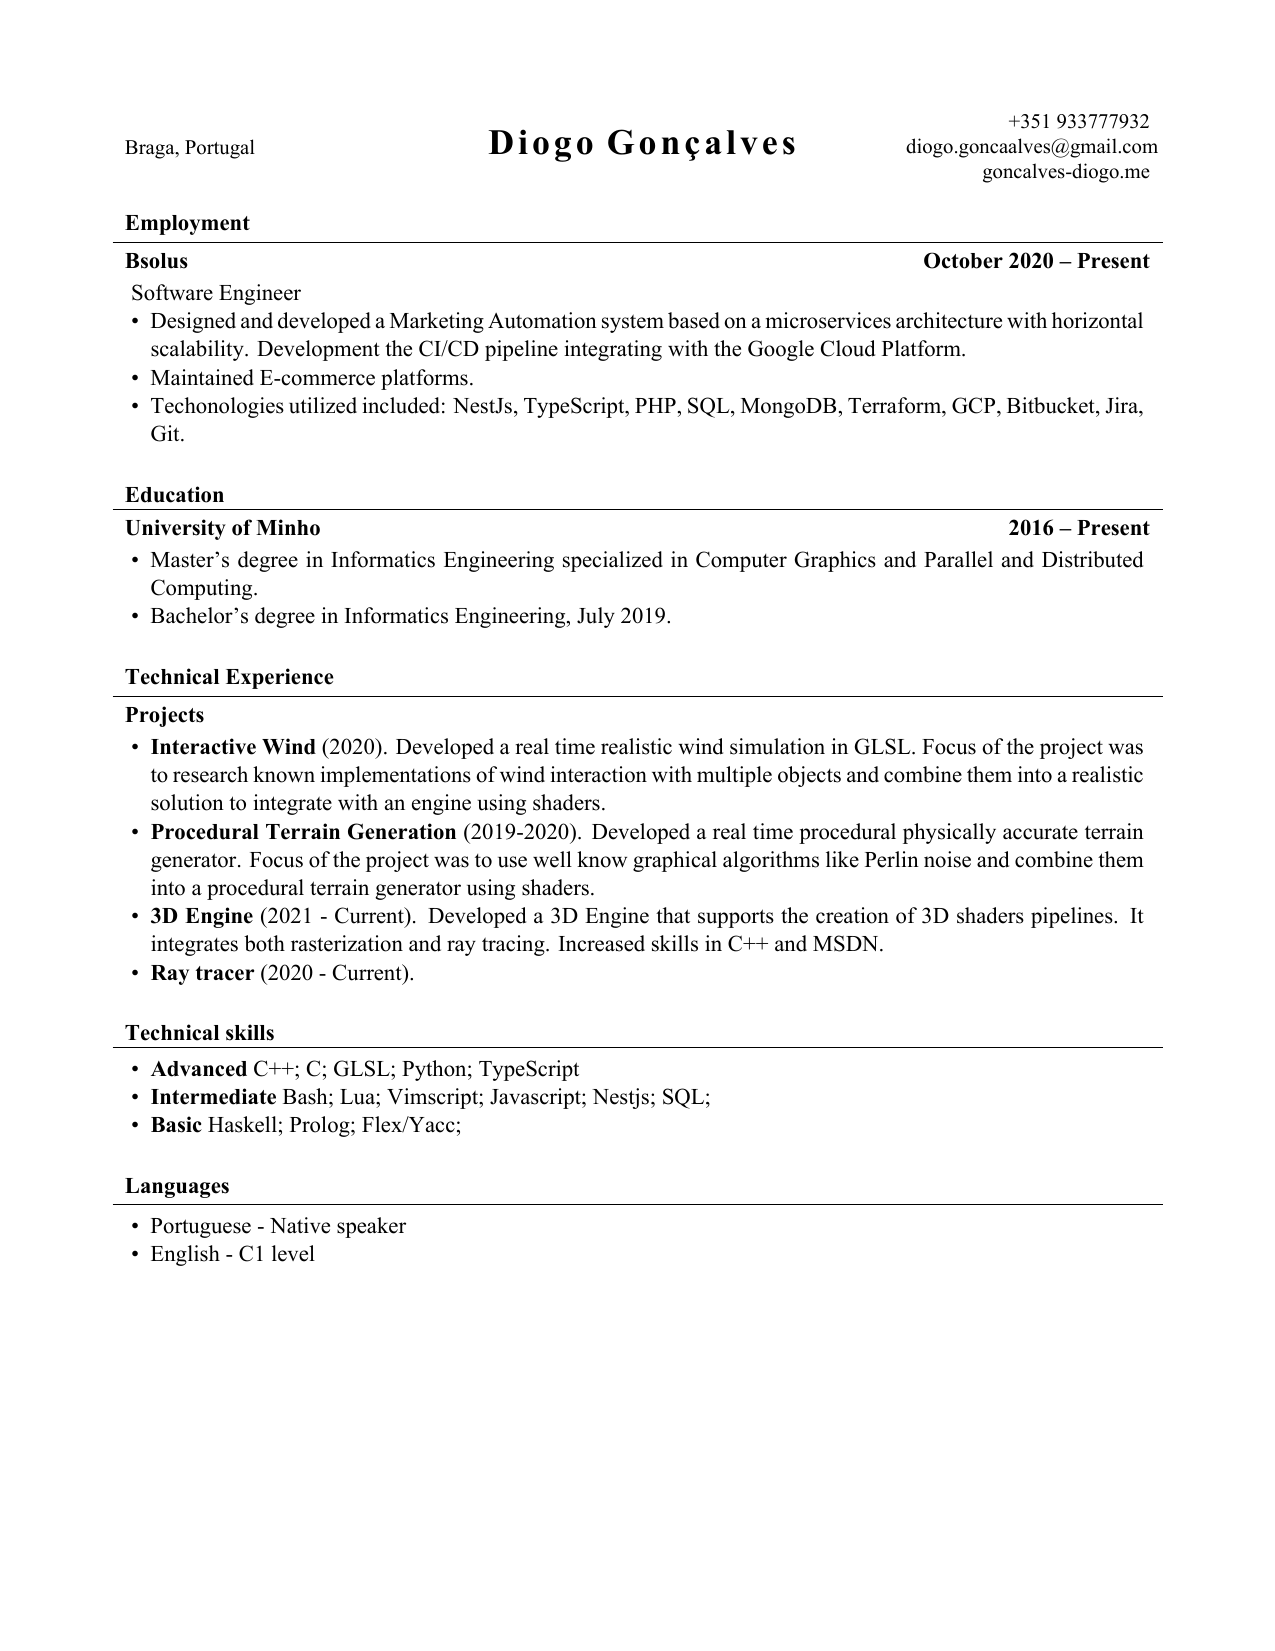 +351 933777932
Braga, Portugal
Diogo Gonçalves
diogo.goncaalves@gmail.com
goncalves-diogo.me
Employment
Bsolus October 2020 – Present
Software Engineer
• Designed and developed a Marketing Automation system based on a microservices architecture with horizontal
scalability. Development the CI/CD pipeline integrating with the Google Cloud Platform.
• Maintained E-commerce platforms.
• Techonologies utilized included: NestJs, TypeScript, PHP, SQL, MongoDB, Terraform, GCP, Bitbucket, Jira,
Git.
Education
University of Minho 2016 – Present
• Master’s degree in Informatics Engineering specialized in Computer Graphics and Parallel and Distributed
Computing.
• Bachelor’s degree in Informatics Engineering, July 2019.
Technical Experience
Projects
• Interactive Wind (2020). Developed a real time realistic wind simulation in GLSL. Focus of the project was
to research known implementations of wind interaction with multiple objects and combine them into a realistic
solution to integrate with an engine using shaders.
• Procedural Terrain Generation (2019-2020). Developed a real time procedural physically accurate terrain
generator. Focus of the project was to use well know graphical algorithms like Perlin noise and combine them
into a procedural terrain generator using shaders.
• 3D Engine (2021 - Current). Developed a 3D Engine that supports the creation of 3D shaders pipelines. It
integrates both rasterization and ray tracing. Increased skills in C++ and MSDN.
• Ray tracer (2020 - Current).
Technical skills
• Advanced C++; C; GLSL; Python; TypeScript
• Intermediate Bash; Lua; Vimscript; Javascript; Nestjs; SQL;
• Basic Haskell; Prolog; Flex/Yacc;
Languages
• Portuguese - Native speaker
• English - C1 level